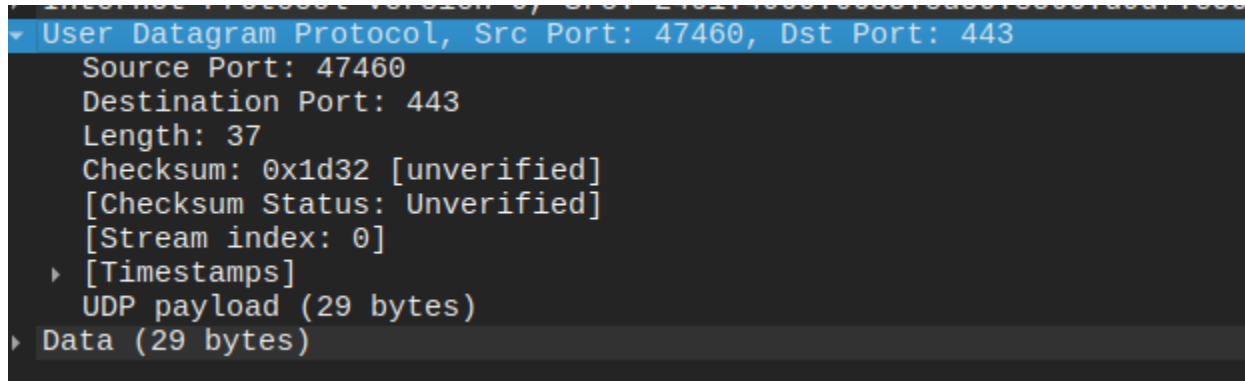 User Datagram Protocol, Src Port: 47460, Dst Port: 443
Source Port: 47460
Destination Port: 443
Length: 37
Checksum: 0x1d32 [unverified]
[Checksum Status: Unverified]
[Stream index: 0]
[Timestamps]
UDP payload (29 bytes)
Data (29 bytes)